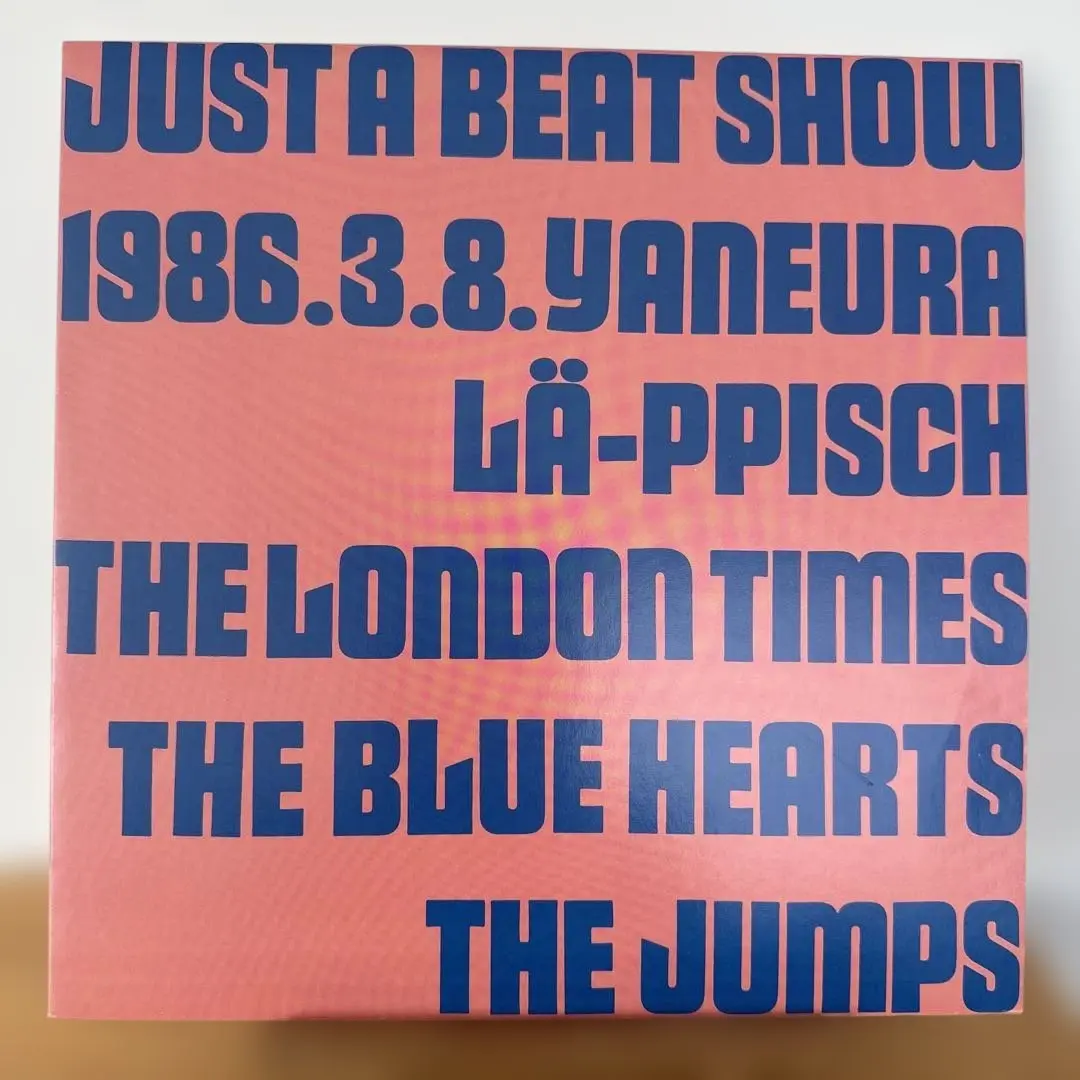 JUST A BEAT SHOW
1986.3.8.YANEURA
LÄ-PPISCH
THE LONDON TIMES
THE BLUE HEARTS
THE JUMPS